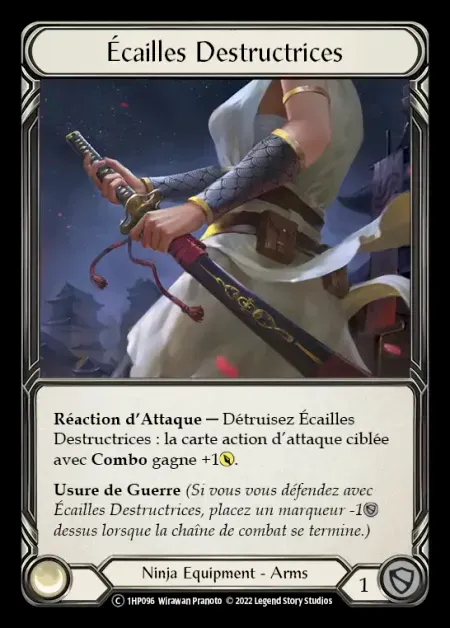 Écailles Destructrices
Réaction d'Attaque — Détruisez Écailles
Destructrices : la carte action d'attaque ciblée
avec Combo gagne +1.
Usure de Guerre (Si vous vous défendez avec
Écailles Destructrices, placez un marqueur -1
dessus lorsque la chaîne de combat se termine.)
Ninja Equipment - Arms
1
C 1HP096 Wirawan Pranoto © 2022 Legend Story Studios